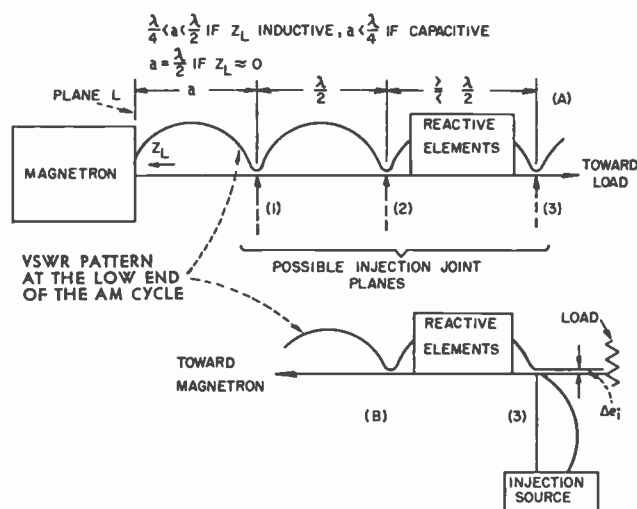 λ/4 < a < λ/2 IF Z_L INDUCTIVE, a < λ/4 IF CAPACITIVE
a = λ/2 IF Z_L ≈ 0
PLANE L
a
λ/2
>=< λ/2
(A)
MAGNETRON
Z_L
REACTIVE
ELEMENTS
TOWARD
LOAD
(1)
(2)
(3)
VSWR PATTERN
AT THE LOW END
OF THE AM CYCLE
POSSIBLE INJECTION JOINT
PLANES
REACTIVE
ELEMENTS
LOAD
TOWARD
MAGNETRON
(B)
(3)
Δe_i
INJECTION
SOURCE